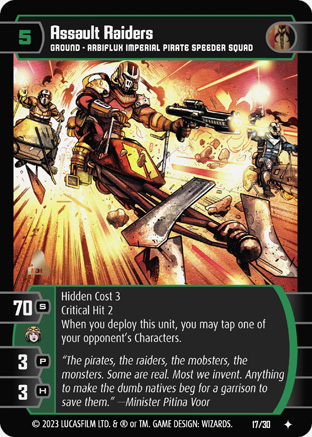 5
Assault Raiders
GROUND - ARBIFLUX IMPERIAL PIRATE SPEEDER SQUAD
70 S
Hidden Cost 3
Critical Hit 2
When you deploy this unit, you may tap one of
your opponent's Characters.
3 P
3 H
"The pirates, the raiders, the mobsters, the
monsters. Some are real. Most we invent. Anything
to make the dumb natives beg for a garrison to
save them." —Minister Pitina Voor
© 2023 LUCASFILM LTD. & ® or TM. GAME DESIGN: WIZARDS.
17/30